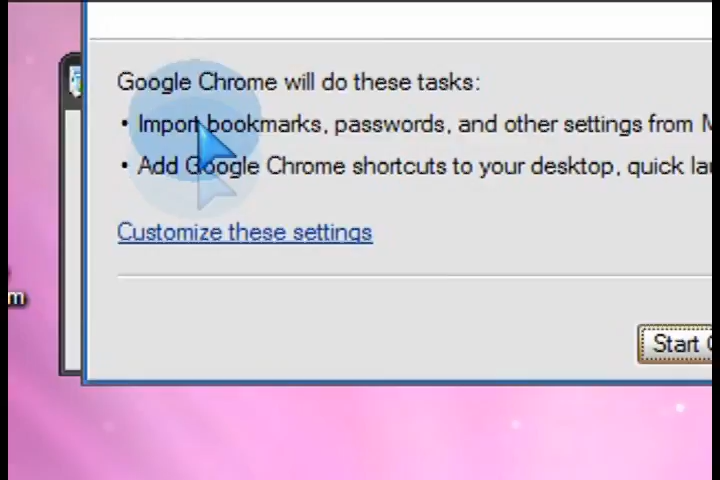 Google Chrome will do these tasks:
• Import bookmarks, passwords, and other settings from M
• Add Google Chrome shortcuts to your desktop, quick la
Customize these settings
m
Start